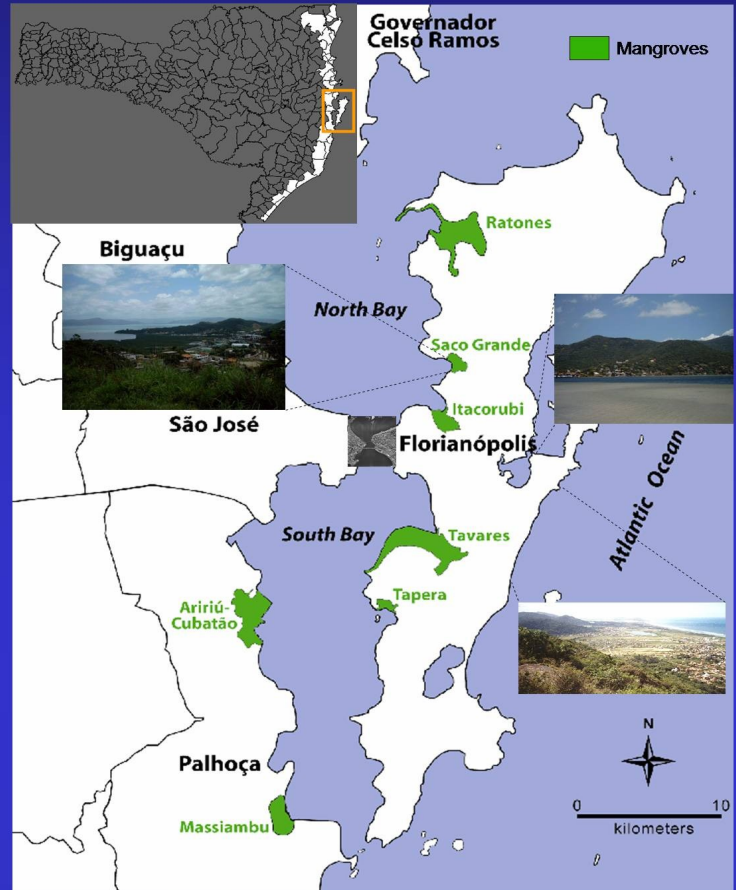 Governador
Celso Ramos
Mangroves
Ratones
Biguaçu
North Bay
Saco Grande
Itacorubi
São José
Florianópolis
Atlantic Ocean
South Bay
Tavares
Tapera
Aririú-
Cubatão
N
Palhoça
0 10
kilometers
Massiambu